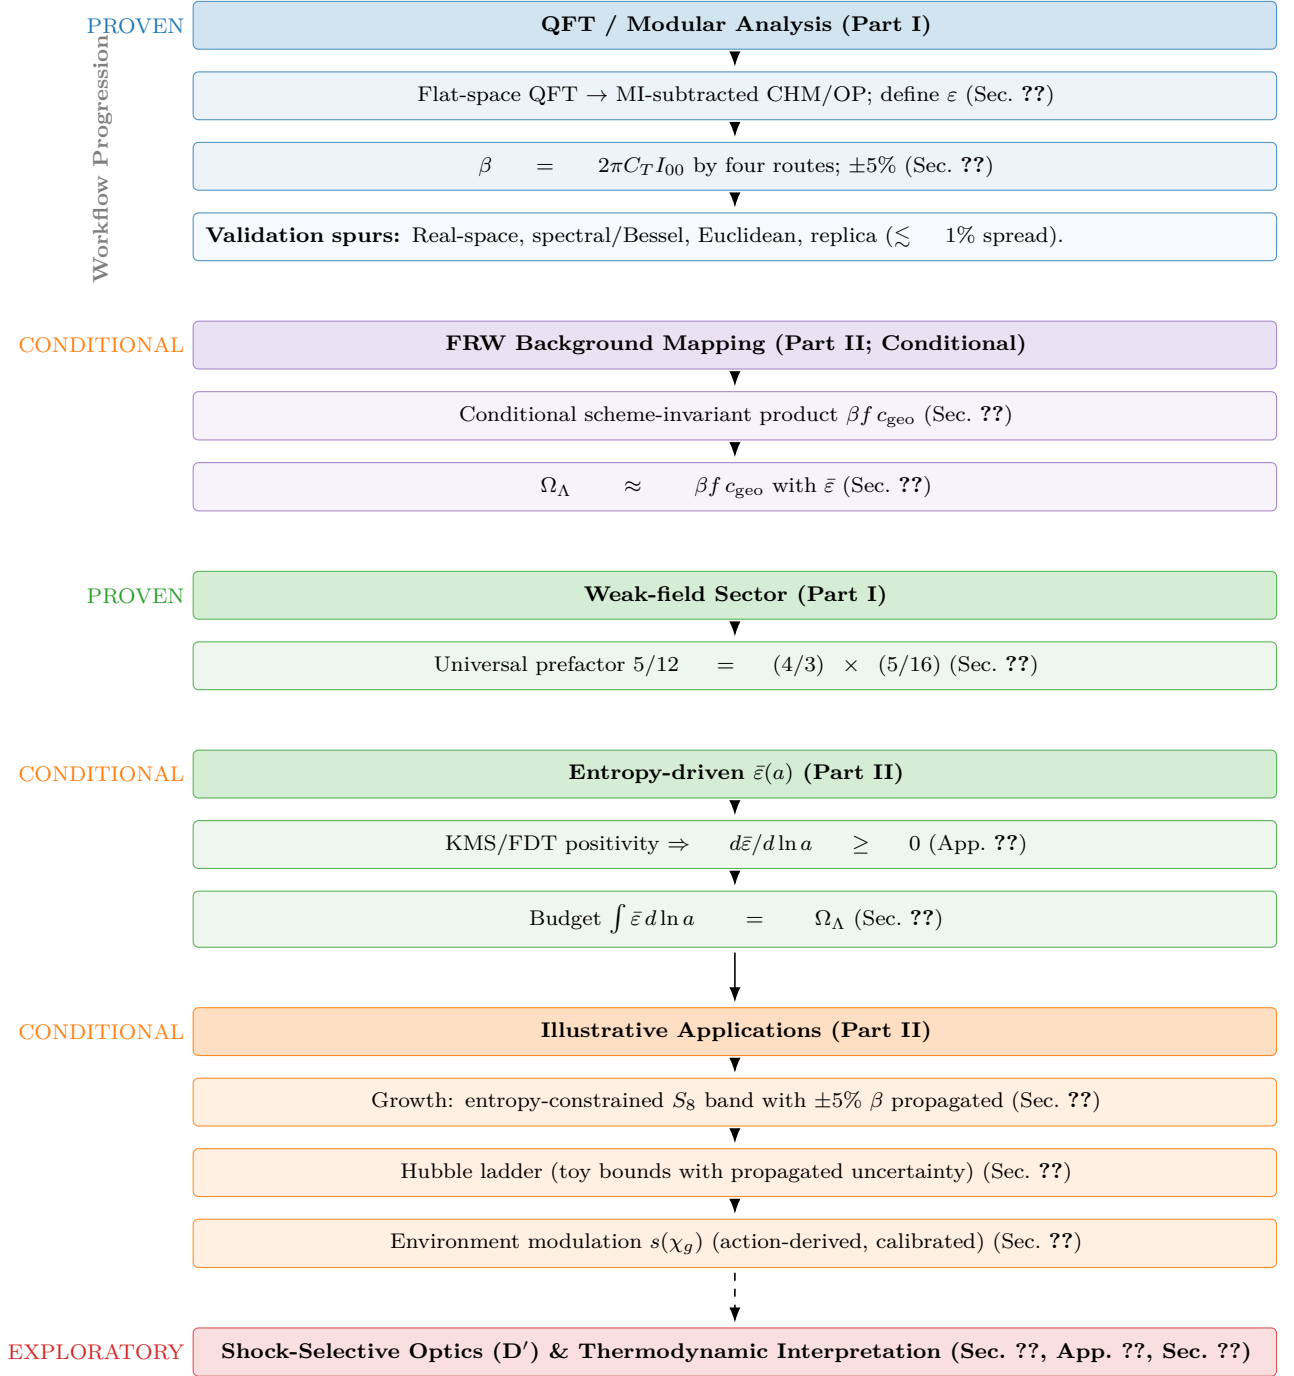 PROVEN
QFT / Modular Analysis (Part I)
Workflow Progression
Flat-space QFT → MI-subtracted CHM/OP; define ε (Sec. ??)
β = 2πC_T I_00 by four routes; ±5% (Sec. ??)
Validation spurs: Real-space, spectral/Bessel, Euclidean, replica (≲ 1% spread).
CONDITIONAL
FRW Background Mapping (Part II; Conditional)
Conditional scheme-invariant product βf c_geo (Sec. ??)
Ω_Λ ≈ βf c_geo with ε̄ (Sec. ??)
PROVEN
Weak-field Sector (Part I)
Universal prefactor 5/12 = (4/3) × (5/16) (Sec. ??)
CONDITIONAL
Entropy-driven ε̄(a) (Part II)
KMS/FDT positivity ⇒ dε̄/d ln a ≥ 0 (App. ??)
Budget ∫ ε̄ d ln a = Ω_Λ (Sec. ??)
CONDITIONAL
Illustrative Applications (Part II)
Growth: entropy-constrained S_8 band with ±5% β propagated (Sec. ??)
Hubble ladder (toy bounds with propagated uncertainty) (Sec. ??)
Environment modulation s(χ_g) (action-derived, calibrated) (Sec. ??)
EXPLORATORY
Shock-Selective Optics (D′) & Thermodynamic Interpretation (Sec. ??, App. ??, Sec. ??)